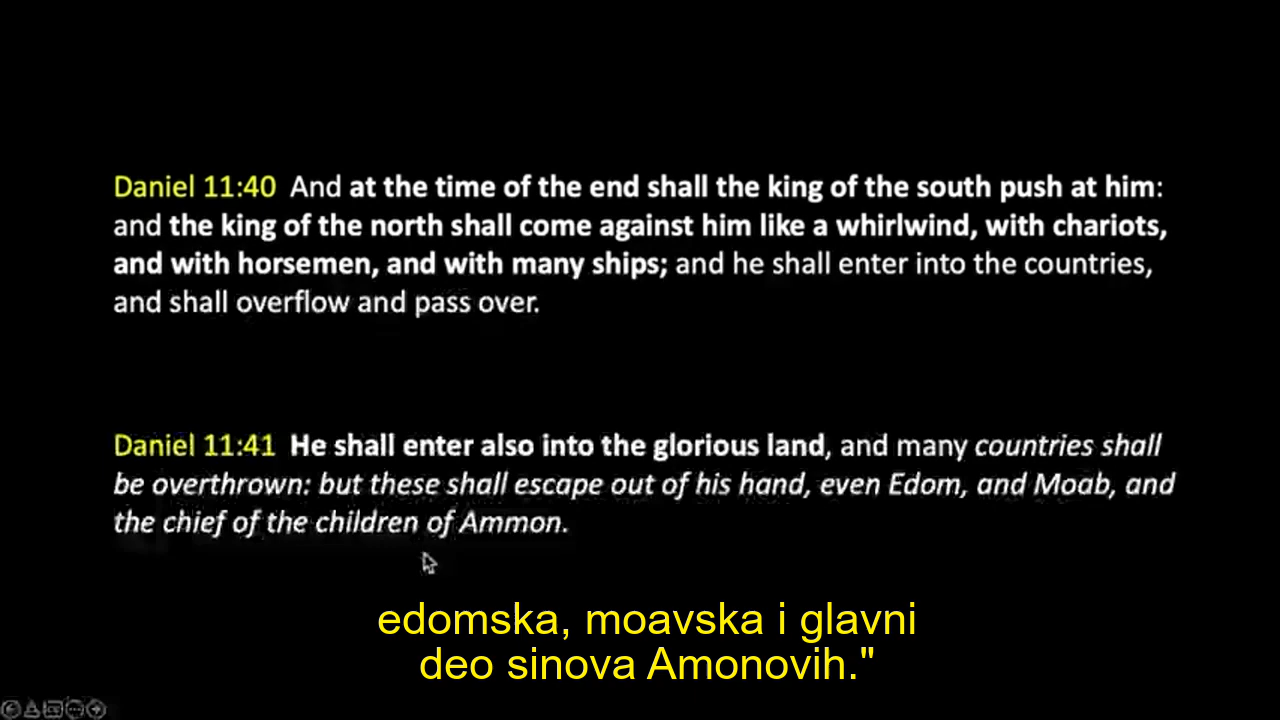 Daniel 11:40 And at the time of the end shall the king of the south push at him:
and the king of the north shall come against him like a whirlwind, with chariots,
and with horsemen, and with many ships; and he shall enter into the countries,
and shall overflow and pass over.
Daniel 11:41 He shall enter also into the glorious land, and many countries shall
be overthrown: but these shall escape out of his hand, even Edom, and Moab, and
the chief of the children of Ammon.
edomska, moavska i glavni
deo sinova Amonovih."